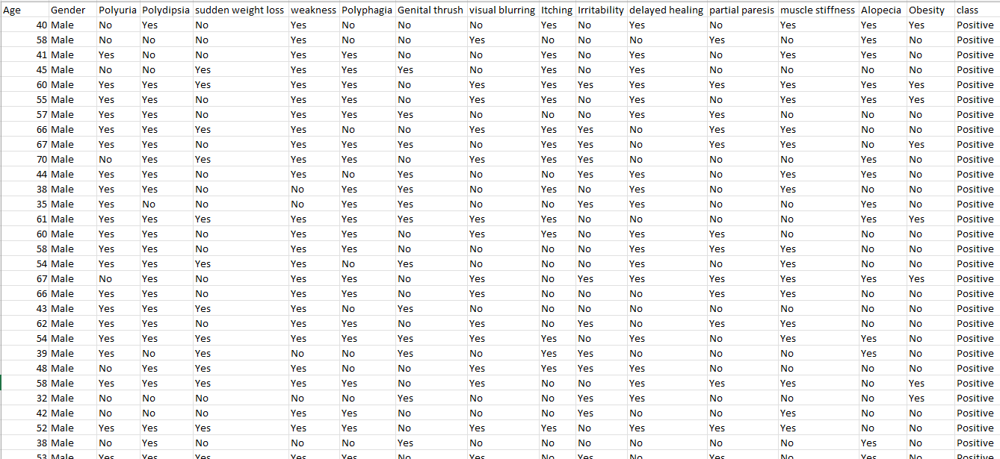 Age Gender Polyuria Polydipsia sudden weight loss weakness Polyphagia Genital thrush visual blurring Itching Irritability delayed healing partial paresis muscle stiffness Alopecia Obesity class
40 Male No Yes No Yes No No No Yes No Yes No Yes Yes Yes Positive
58 Male No No No Yes No No Yes No No No Yes No Yes No Positive
41 Male Yes No No Yes Yes No No Yes No Yes No Yes Yes No Positive
45 Male No No Yes Yes Yes Yes No Yes No Yes No No No No Positive
60 Male Yes Yes Yes Yes Yes No Yes Yes Yes Yes Yes Yes Yes Yes Positive
55 Male Yes Yes No Yes Yes No Yes Yes No Yes No Yes Yes Yes Positive
57 Male Yes Yes No Yes Yes Yes No No No Yes Yes No No No Positive
66 Male Yes Yes Yes Yes No No Yes Yes Yes No Yes Yes No No Positive
67 Male Yes Yes No Yes Yes Yes No Yes Yes No Yes Yes No Yes Positive
70 Male No Yes Yes Yes Yes No Yes Yes Yes No No No Yes No Positive
44 Male Yes Yes No Yes No Yes No No Yes Yes No Yes Yes No Positive
38 Male Yes Yes No No Yes Yes No Yes No Yes No Yes No No Positive
35 Male Yes No No No Yes Yes No No Yes Yes No No Yes No Positive
61 Male Yes Yes Yes Yes Yes Yes Yes Yes No No No No Yes Yes Positive
60 Male Yes Yes No Yes Yes No Yes Yes No Yes Yes No No No Positive
58 Male Yes Yes No Yes Yes No No No No Yes Yes Yes No No Positive
54 Male Yes Yes Yes Yes No Yes No No No Yes No Yes No No Positive
67 Male No Yes No Yes Yes No Yes No Yes Yes Yes Yes Yes Yes Positive
66 Male Yes Yes No Yes Yes No Yes No No No Yes Yes No No Positive
43 Male Yes Yes Yes Yes No Yes No No No No No No No No Positive
62 Male Yes Yes No Yes Yes No Yes No Yes No Yes Yes No No Positive
54 Male Yes Yes Yes Yes Yes Yes Yes Yes No Yes No Yes Yes No Positive
39 Male Yes No Yes No No Yes No Yes Yes No No No Yes No Positive
48 Male No Yes Yes Yes No No Yes Yes Yes Yes No No No No Positive
58 Male Yes Yes Yes Yes Yes No Yes No No Yes Yes Yes No Yes Positive
32 Male No No No No No Yes No No Yes Yes No No No Yes Positive
42 Male No No No Yes Yes No No No Yes No No Yes No No Positive
52 Male Yes Yes Yes Yes Yes No Yes Yes No Yes Yes Yes No No Positive
38 Male No Yes No No No Yes No No No No No No Yes No Positive
53 Male Yes Yes Yes Yes Yes No Yes No Yes No Yes No Yes No Positive